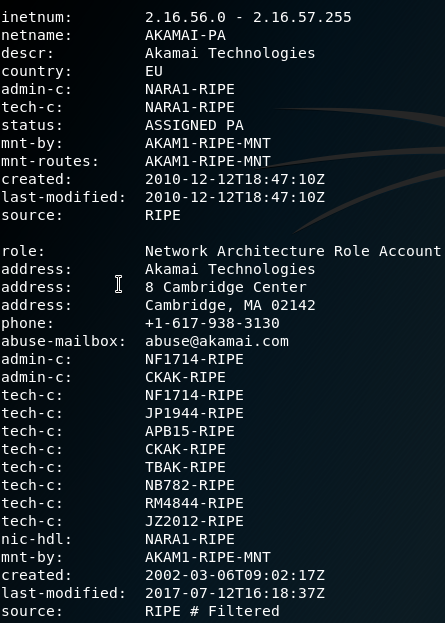 inetnum:        2.16.56.0 - 2.16.57.255
netname:        AKAMAI-PA
descr:          Akamai Technologies
country:        EU
admin-c:        NARA1-RIPE
tech-c:         NARA1-RIPE
status:         ASSIGNED PA
mnt-by:         AKAM1-RIPE-MNT
mnt-routes:     AKAM1-RIPE-MNT
created:        2010-12-12T18:47:10Z
last-modified:  2010-12-12T18:47:10Z
source:         RIPE

role:           Network Architecture Role Account
address:        Akamai Technologies
address:        8 Cambridge Center
address:        Cambridge, MA 02142
phone:          +1-617-938-3130
abuse-mailbox:  abuse@akamai.com
admin-c:        NF1714-RIPE
admin-c:        CKAK-RIPE
tech-c:         NF1714-RIPE
tech-c:         JP1944-RIPE
tech-c:         APB15-RIPE
tech-c:         CKAK-RIPE
tech-c:         TBAK-RIPE
tech-c:         NB782-RIPE
tech-c:         RM4844-RIPE
tech-c:         JZ2012-RIPE
nic-hdl:        NARA1-RIPE
mnt-by:         AKAM1-RIPE-MNT
created:        2002-03-06T09:02:17Z
last-modified:  2017-07-12T16:18:37Z
source:         RIPE # Filtered